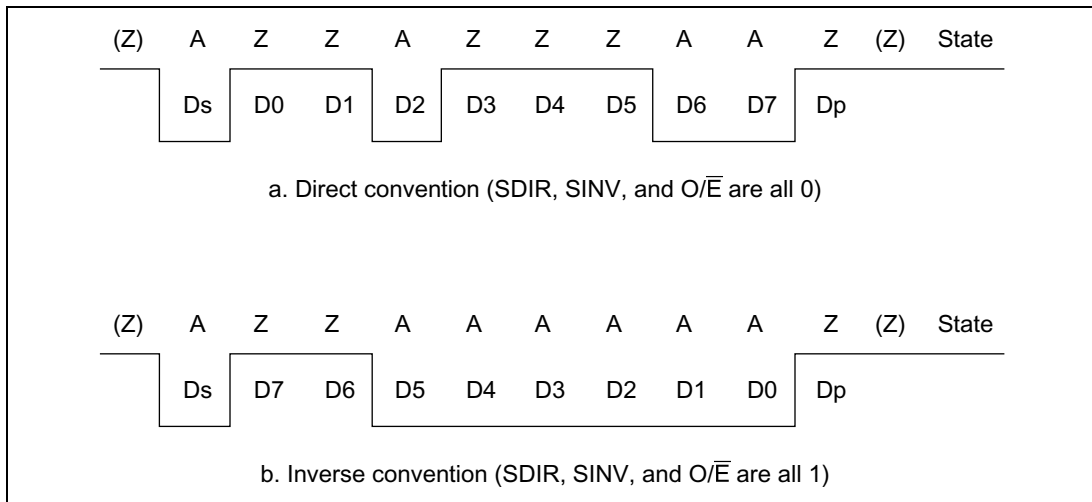 (Z) A Z Z A Z Z Z A A Z (Z) State
Ds D0 D1 D2 D3 D4 D5 D6 D7 Dp
a. Direct convention (SDIR, SINV, and O/E̅ are all 0)
(Z) A Z Z A A A A A A Z (Z) State
Ds D7 D6 D5 D4 D3 D2 D1 D0 Dp
b. Inverse convention (SDIR, SINV, and O/E̅ are all 1)